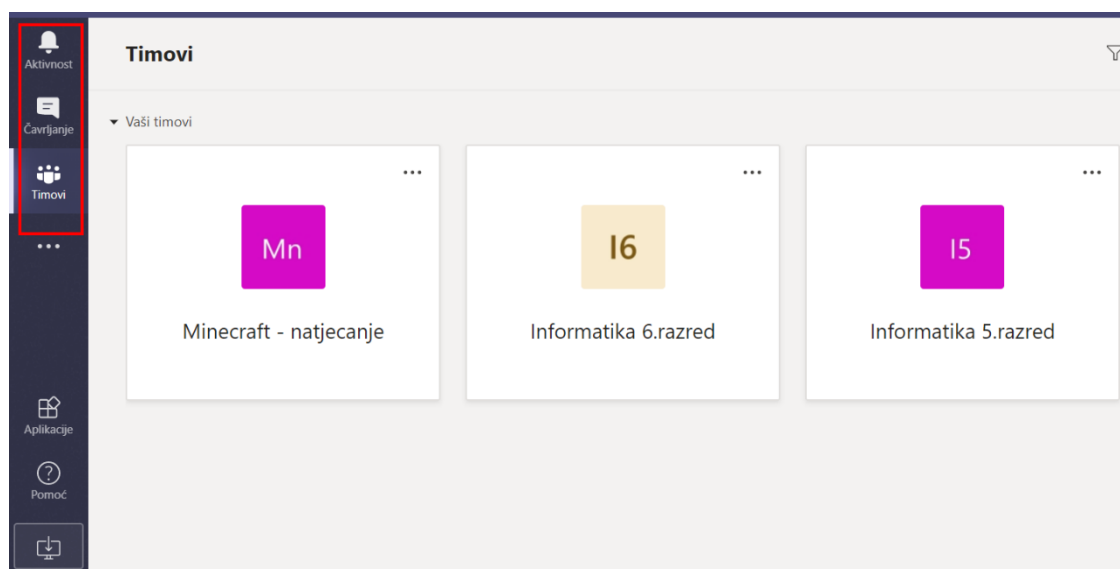 Aktivnost
Čavrljanje
Timovi
Aplikacije
Pomoć
Timovi
Vaši timovi
Mn
Minecraft - natjecanje
I6
Informatika 6.razred
I5
Informatika 5.razred